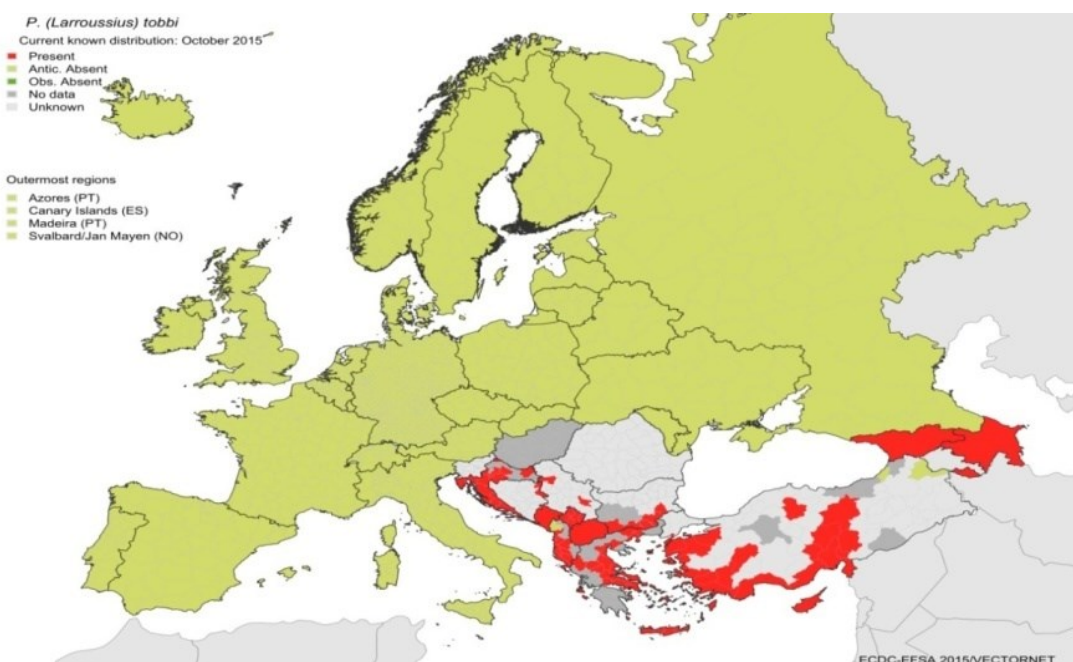 P. (Larroussius) tobbi
Current known distribution: October 2015
Present
Antic. Absent
Obs. Absent
No data
Unknown
Outermost regions
Azores (PT)
Canary Islands (ES)
Madeira (PT)
Svalbard/Jan Mayen (NO)
ECDC-EFSA 2015/VECTORNET